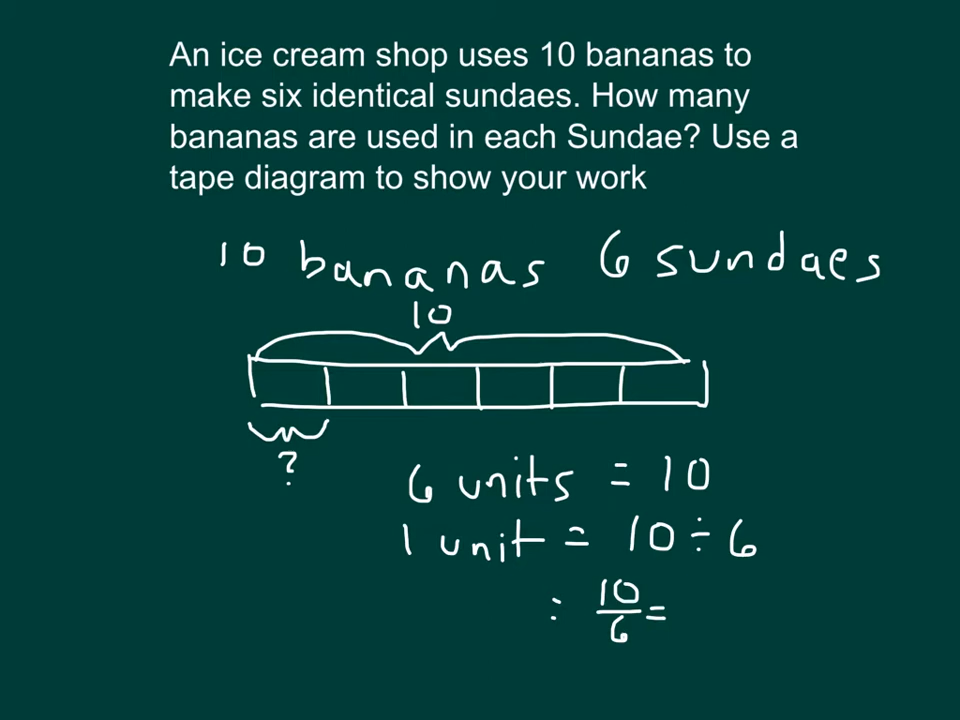 An ice cream shop uses 10 bananas to
make six identical sundaes. How many
bananas are used in each Sundae? Use a
tape diagram to show your work
10 bananas 6 sundaes
10
?
6 units = 10
1 unit = 10 ÷ 6
: 10/6 =